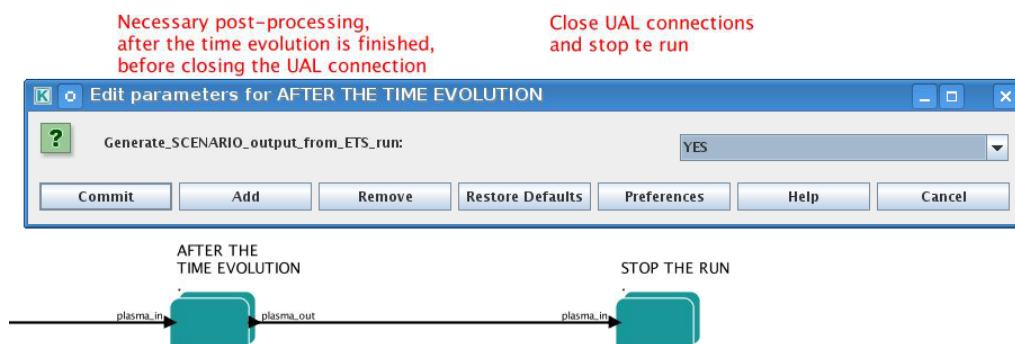 Necessary post-processing,
after the time evolution is finished,
before closing the UAL connection
Close UAL connections
and stop te run
Edit parameters for AFTER THE TIME EVOLUTION
?
Generate_SCENARIO_output_from_ETS_run:
YES
Commit Add Remove Restore Defaults Preferences Help Cancel
AFTER THE
TIME EVOLUTION
.
STOP THE RUN
.
plasma_in plasma_out plasma_in